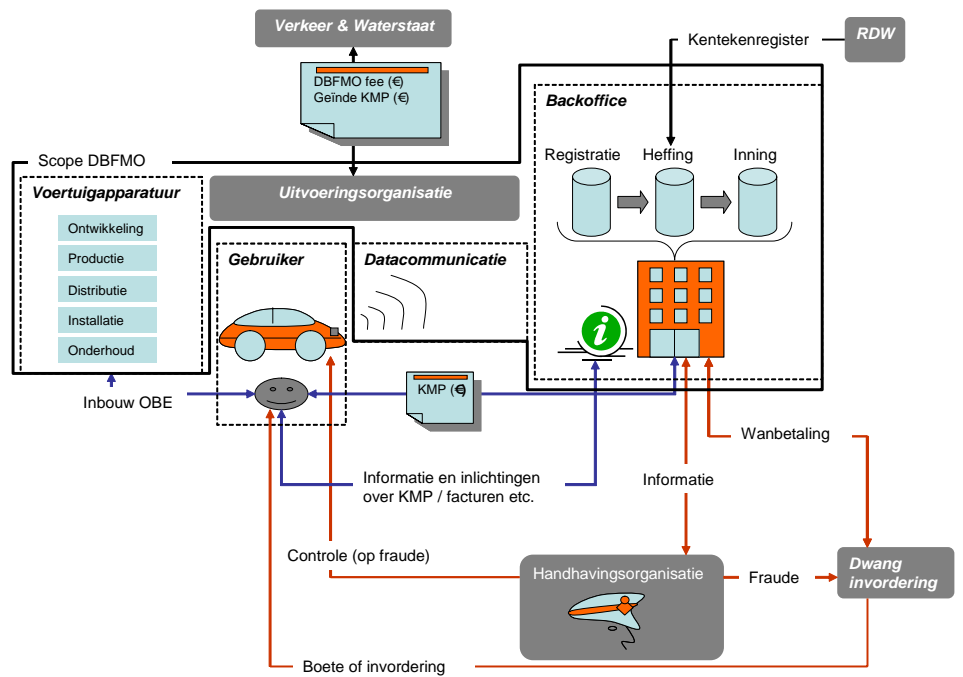 Verkeer & Waterstaat
RDW
Kentekenregister
DBFMO fee (€)
Geïnde KMP (€)
Backoffice
Scope DBFMO
Registratie
Heffing
Inning
Voertuigapparatuur
Uitvoeringsorganisatie
Ontwikkeling
Productie
Distributie
Installatie
Onderhoud
Gebruiker
Datacommunicatie
i
Inbouw OBE
KMP (€)
Wanbetaling
Informatie en inlichtingen
over KMP / facturen etc.
Informatie
Controle (op fraude)
Handhavingsorganisatie
Fraude
Dwang
invordering
Boete of invordering